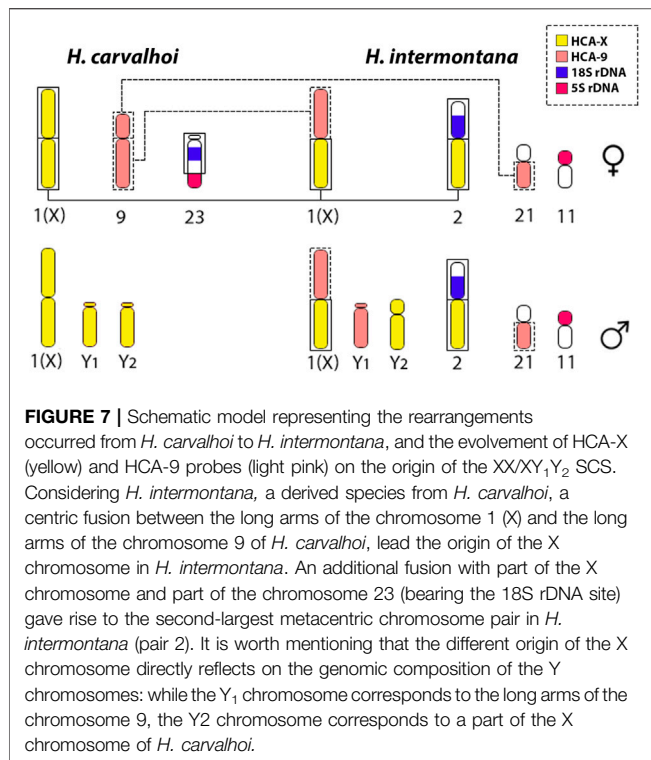 H. carvalhoi
H. intermontana
HCA-X
HCA-9
18S rDNA
5S rDNA
♀
1(X) 9 23 1(X) 2 21 11
♂
1(X) Y1 Y2 1(X) Y1 Y2 2 21 11
FIGURE 7 | Schematic model representing the rearrangements
occurred from H. carvalhoi to H. intermontana, and the evolvement of HCA-X
(yellow) and HCA-9 probes (light pink) on the origin of the XX/XY₁Y₂ SCS.
Considering H. intermontana, a derived species from H. carvalhoi, a
centric fusion between the long arms of the chromosome 1 (X) and the long
arms of the chromosome 9 of H. carvalhoi, lead the origin of the X
chromosome in H. intermontana. An additional fusion with part of the X
chromosome and part of the chromosome 23 (bearing the 18S rDNA site)
gave rise to the second-largest metacentric chromosome pair in H.
intermontana (pair 2). It is worth mentioning that the different origin of the X
chromosome directly reflects on the genomic composition of the Y
chromosomes: while the Y₁ chromosome corresponds to the long arms of the
chromosome 9, the Y2 chromosome corresponds to a part of the X
chromosome of H. carvalhoi.